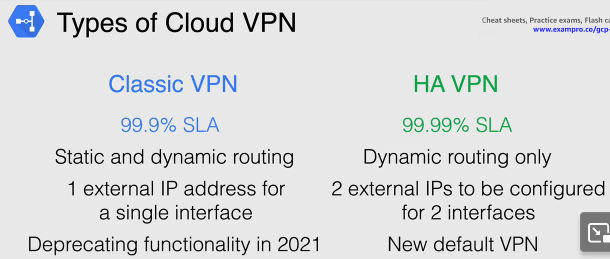 Types of Cloud VPN
Cheat sheets, Practice exams, Flash
www.exampro.co/gcp-
Classic VPN
99.9% SLA
Static and dynamic routing
1 external IP address for
a single interface
Deprecating functionality in 2021
HA VPN
99.99% SLA
Dynamic routing only
2 external IPs to be configured
for 2 interfaces
New default VPN